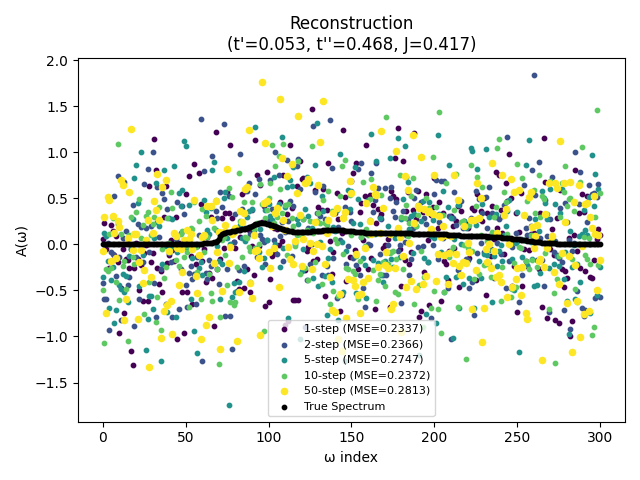 Reconstruction
(t'=0.053, t''=0.468, J=0.417)
A(ω)
2.0
1.5
1.0
0.5
0.0
−0.5
−1.0
−1.5
1-step (MSE=0.2337)
2-step (MSE=0.2366)
5-step (MSE=0.2747)
10-step (MSE=0.2372)
50-step (MSE=0.2813)
True Spectrum
0
50
100
150
200
250
300
ω index